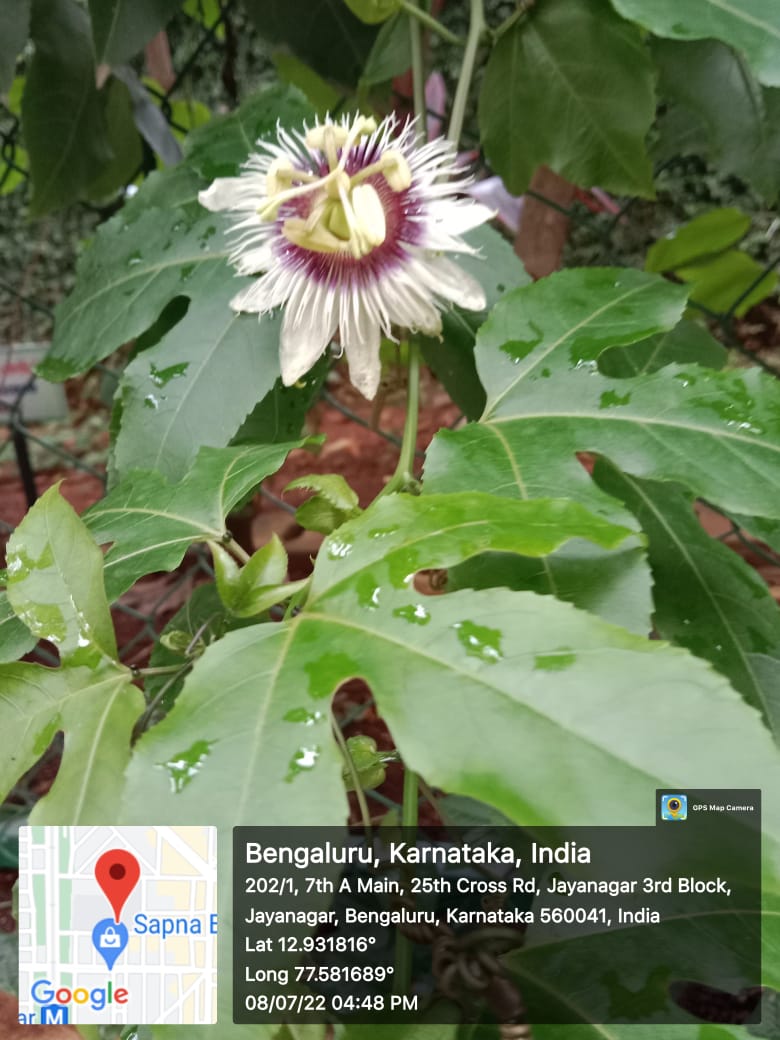 GPS Map Camera
Bengaluru, Karnataka, India
202/1, 7th A Main, 25th Cross Rd, Jayanagar 3rd Block,
Jayanagar, Bengaluru, Karnataka 560041, India
Lat 12.931816°
Long 77.581689°
08/07/22 04:48 PM
Sapna B
Google
ar M